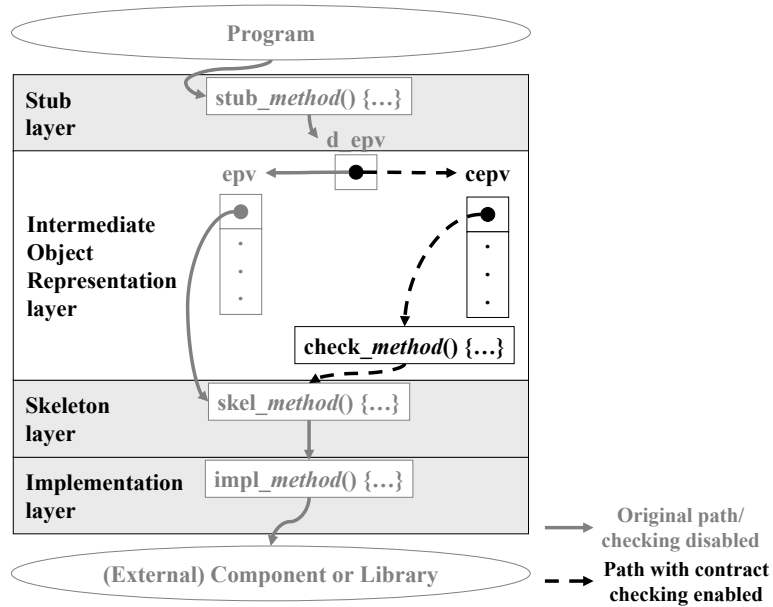 Program
Stub
layer
stub_method() {…}
d_epv
epv
cepv
Intermediate
Object
Representation
layer
check_method() {…}
Skeleton
layer
skel_method() {…}
Implementation
layer
impl_method() {…}
(External) Component or Library
Original path/
checking disabled
Path with contract
checking enabled